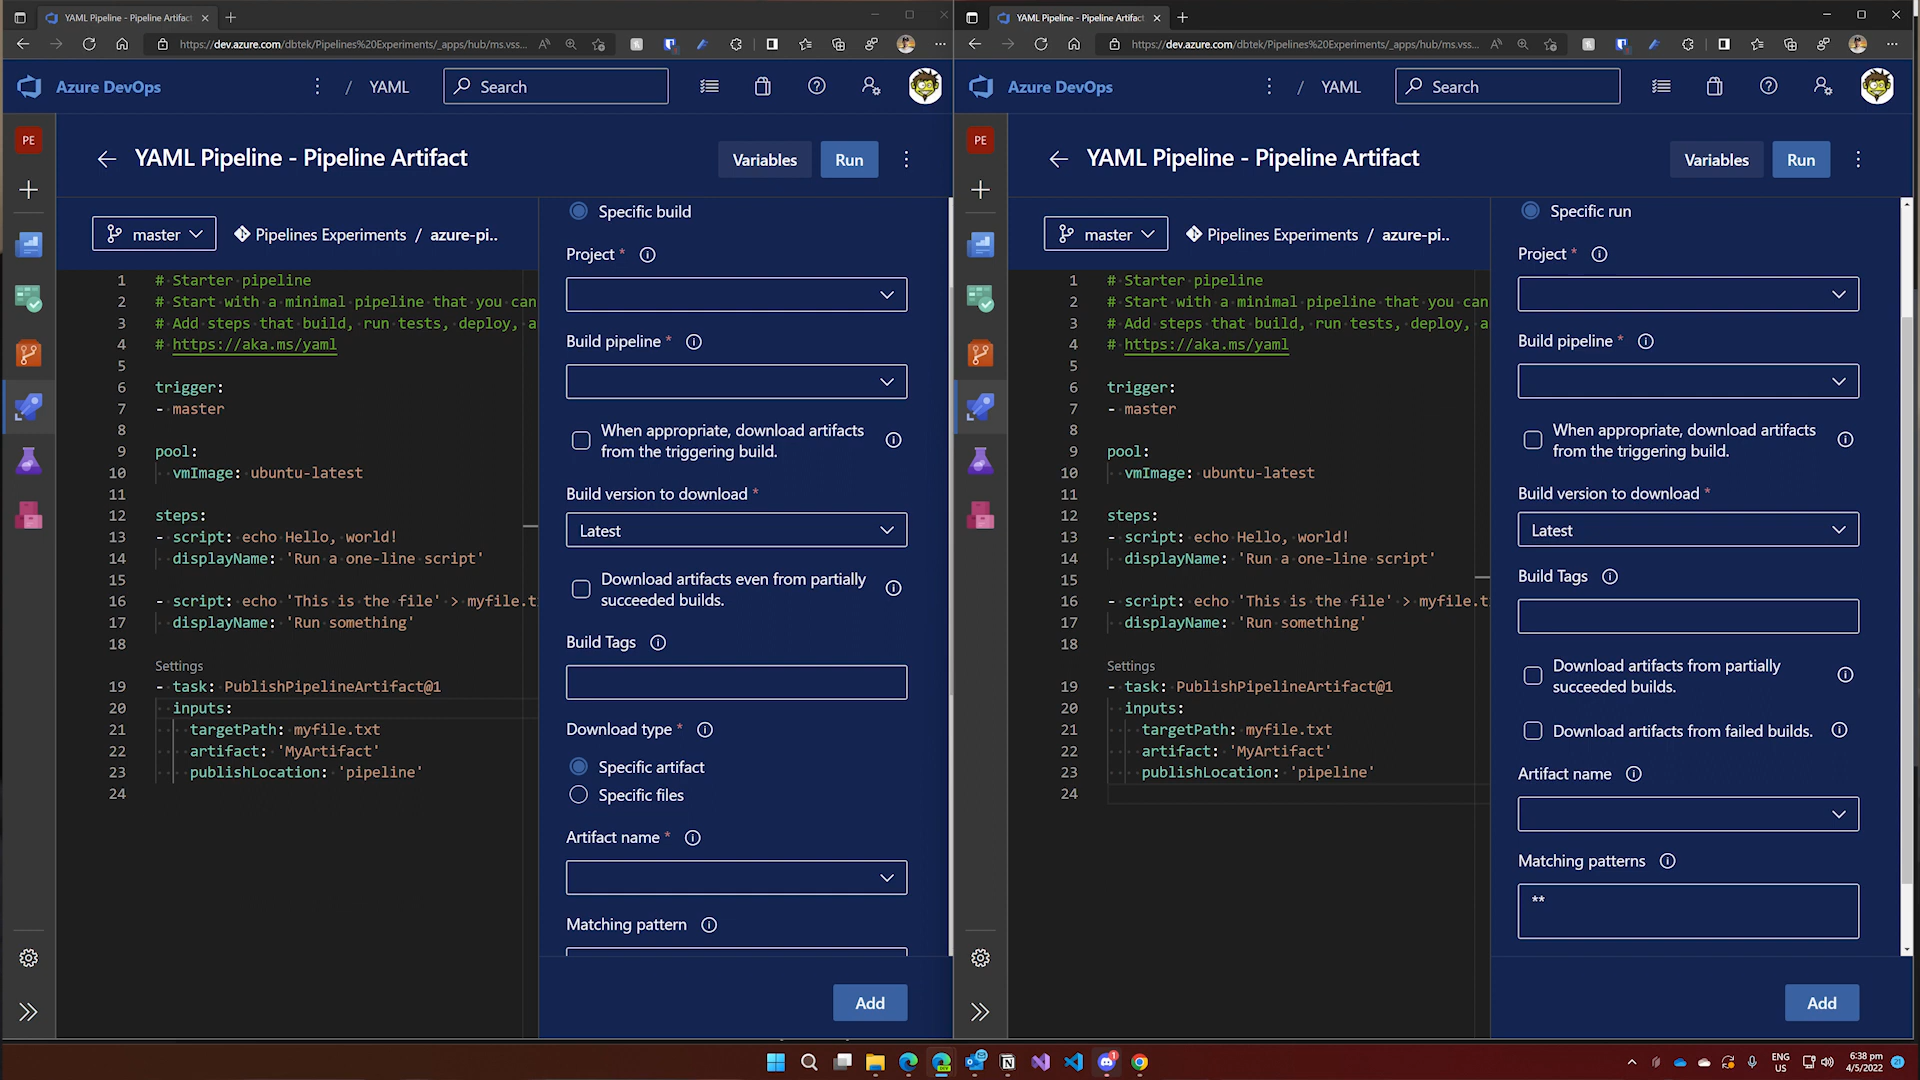 YAML Pipeline - Pipeline Artifact
https://dev.azure.com/dbtek/Pipelines%20Experiments/_apps/hub/ms.vss...
Azure DevOps
/ YAML
Search
PE
YAML Pipeline - Pipeline Artifact
Variables
Run
master
Pipelines Experiments / azure-pi..
1 # Starter pipeline
2 # Start with a minimal pipeline that you can
3 # Add steps that build, run tests, deploy, a
4 # https://aka.ms/yaml
5
6 trigger:
7 - master
8
9 pool:
10 vmImage: ubuntu-latest
11
12 steps:
13 - script: echo Hello, world!
14 displayName: 'Run a one-line script'
15
16 - script: echo 'This is the file' > myfile.t
17 displayName: 'Run something'
18
Settings
19 - task: PublishPipelineArtifact@1
20 inputs:
21 targetPath: myfile.txt
22 artifact: 'MyArtifact'
23 publishLocation: 'pipeline'
24
Specific build
Project *
Build pipeline *
When appropriate, download artifacts
from the triggering build.
Build version to download *
Latest
Download artifacts even from partially
succeeded builds.
Build Tags
Download type *
Specific artifact
Specific files
Artifact name *
Matching pattern
Add
YAML Pipeline - Pipeline Artifact
https://dev.azure.com/dbtek/Pipelines%20Experiments/_apps/hub/ms.vss...
Azure DevOps
/ YAML
Search
PE
YAML Pipeline - Pipeline Artifact
Variables
Run
master
Pipelines Experiments / azure-pi..
1 # Starter pipeline
2 # Start with a minimal pipeline that you can
3 # Add steps that build, run tests, deploy, a
4 # https://aka.ms/yaml
5
6 trigger:
7 - master
8
9 pool:
10 vmImage: ubuntu-latest
11
12 steps:
13 - script: echo Hello, world!
14 displayName: 'Run a one-line script'
15
16 - script: echo 'This is the file' > myfile.t
17 displayName: 'Run something'
18
Settings
19 - task: PublishPipelineArtifact@1
20 inputs:
21 targetPath: myfile.txt
22 artifact: 'MyArtifact'
23 publishLocation: 'pipeline'
24
Specific run
Project *
Build pipeline *
When appropriate, download artifacts
from the triggering build.
Build version to download *
Latest
Build Tags
Download artifacts from partially
succeeded builds.
Download artifacts from failed builds.
Artifact name
Matching patterns
**
Add
ENG
US
6:38 pm
4/5/2022